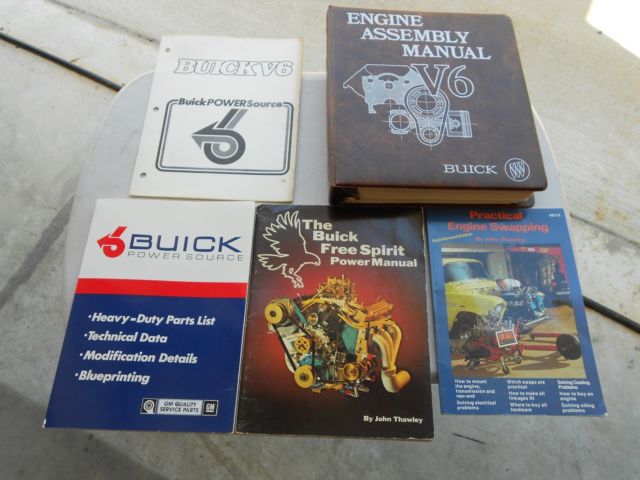 BUICK V6
Buick POWER Source
6
ENGINE
ASSEMBLY
MANUAL
V6
BUICK
6 BUICK
POWER SOURCE
·Heavy-Duty Parts List
·Technical Data
·Modification Details
·Blueprinting
GM QUALITY
SERVICE PARTS
GM
The
Buick
Free Spirit
Power Manual
By John Thawley
Practical
Engine Swapping
By John Thawley
How to mount
the engine,
transmission and
rear-end
Solving electrical
problems
Which swaps are
practical
How to make all
linkages fit
Where to buy all
hardware
Solving Cooling
Problems
How to buy an
engine
Solving oiling
problems